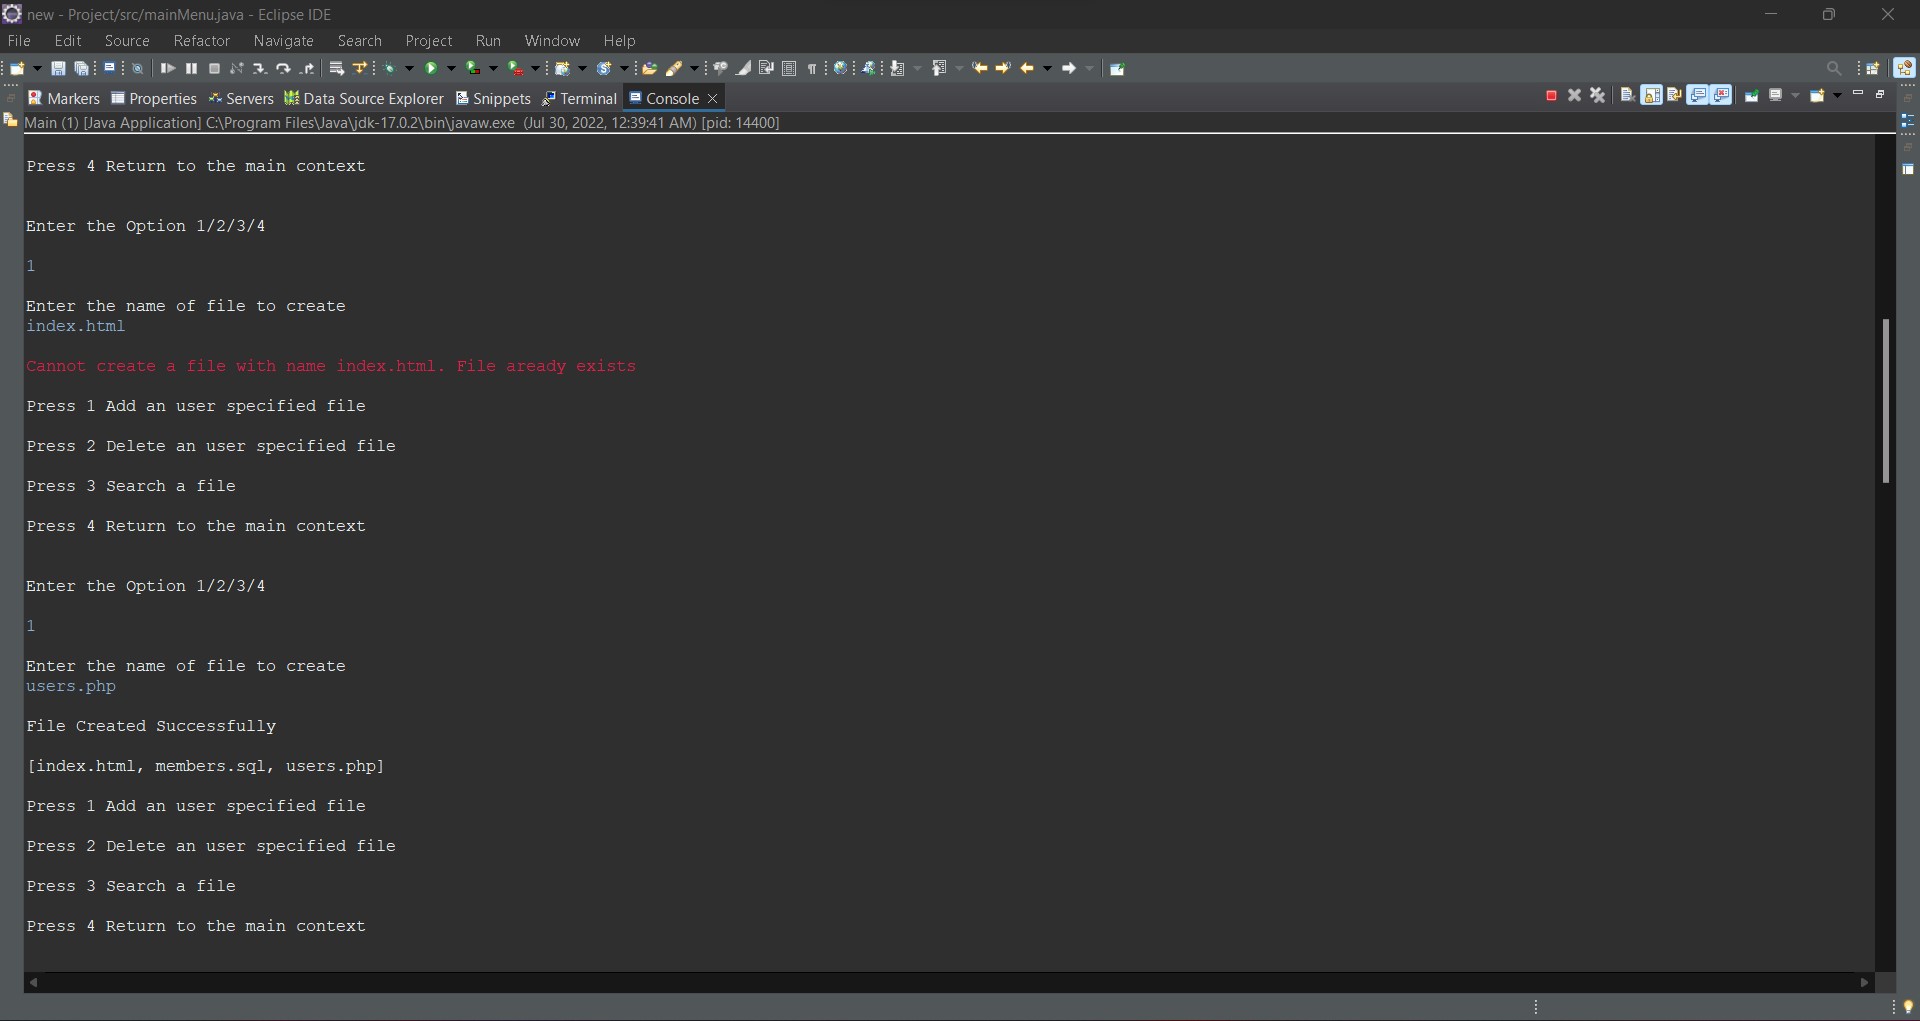 new - Project/src/mainMenu.java - Eclipse IDE
File Edit Source Refactor Navigate Search Project Run Window Help
Markers Properties Servers Data Source Explorer Snippets Terminal Console
Main (1) [Java Application] C:\Program Files\Java\jdk-17.0.2\bin\javaw.exe (Jul 30, 2022, 12:39:41 AM) [pid: 14400]
Press 4 Return to the main context
Enter the Option 1/2/3/4
1
Enter the name of file to create
index.html
Cannot create a file with name index.html. File aready exists
Press 1 Add an user specified file
Press 2 Delete an user specified file
Press 3 Search a file
Press 4 Return to the main context
Enter the Option 1/2/3/4
1
Enter the name of file to create
users.php
File Created Successfully
[index.html, members.sql, users.php]
Press 1 Add an user specified file
Press 2 Delete an user specified file
Press 3 Search a file
Press 4 Return to the main context